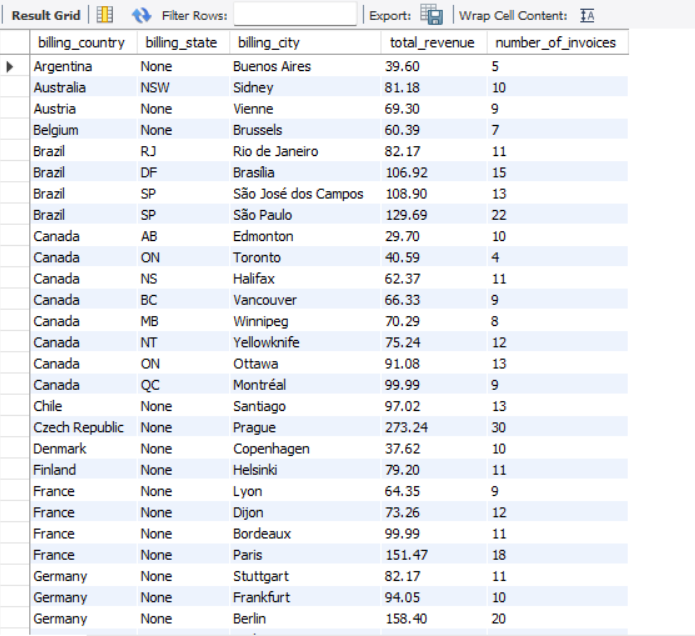 Result Grid Filter Rows: Export: Wrap Cell Content: IA
billing_country billing_state billing_city total_revenue number_of_invoices
Argentina None Buenos Aires 39.60 5
Australia NSW Sidney 81.18 10
Austria None Vienne 69.30 9
Belgium None Brussels 60.39 7
Brazil RJ Rio de Janeiro 82.17 11
Brazil DF Brasília 106.92 15
Brazil SP São José dos Campos 108.90 13
Brazil SP São Paulo 129.69 22
Canada AB Edmonton 29.70 10
Canada ON Toronto 40.59 4
Canada NS Halifax 62.37 11
Canada BC Vancouver 66.33 9
Canada MB Winnipeg 70.29 8
Canada NT Yellowknife 75.24 12
Canada ON Ottawa 91.08 13
Canada QC Montréal 99.99 9
Chile None Santiago 97.02 13
Czech Republic None Prague 273.24 30
Denmark None Copenhagen 37.62 10
Finland None Helsinki 79.20 11
France None Lyon 64.35 9
France None Dijon 73.26 12
France None Bordeaux 99.99 11
France None Paris 151.47 18
Germany None Stuttgart 82.17 11
Germany None Frankfurt 94.05 10
Germany None Berlin 158.40 20